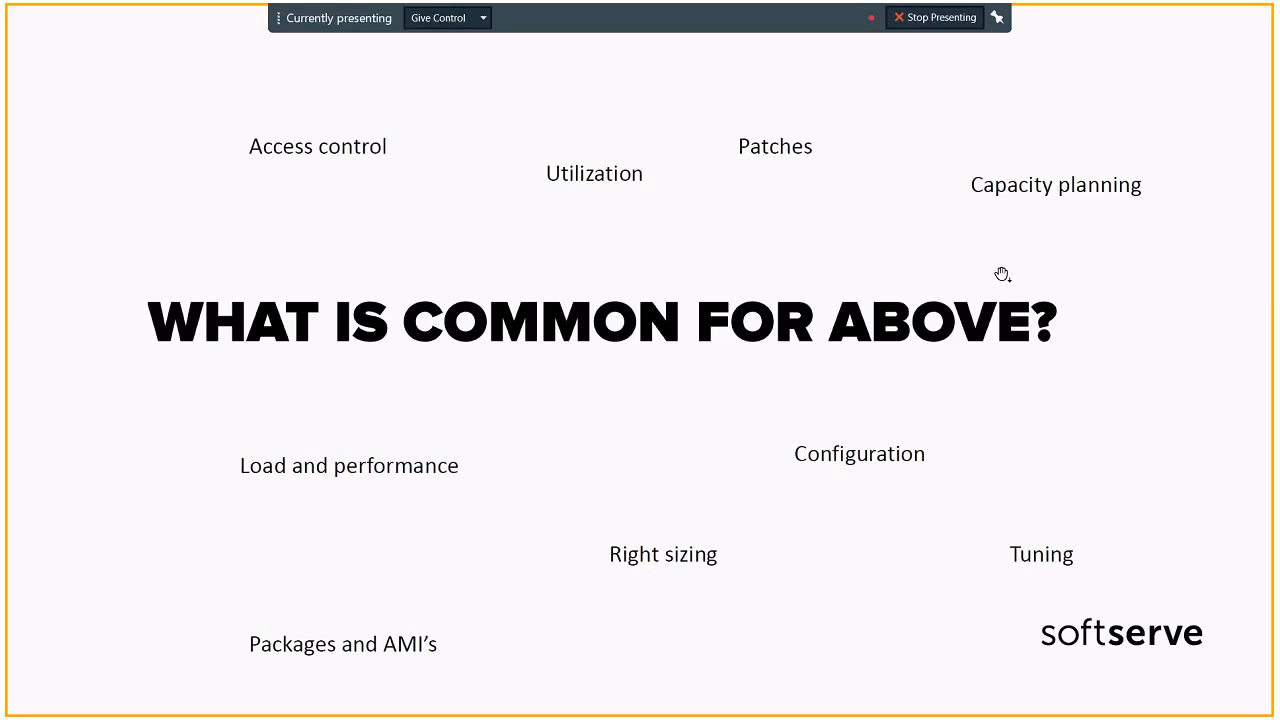 Currently presenting
Give Control
Stop Presenting
Access control
Patches
Utilization
Capacity planning
WHAT IS COMMON FOR ABOVE?
Configuration
Load and performance
Right sizing
Tuning
softserve
Packages and AMI’s